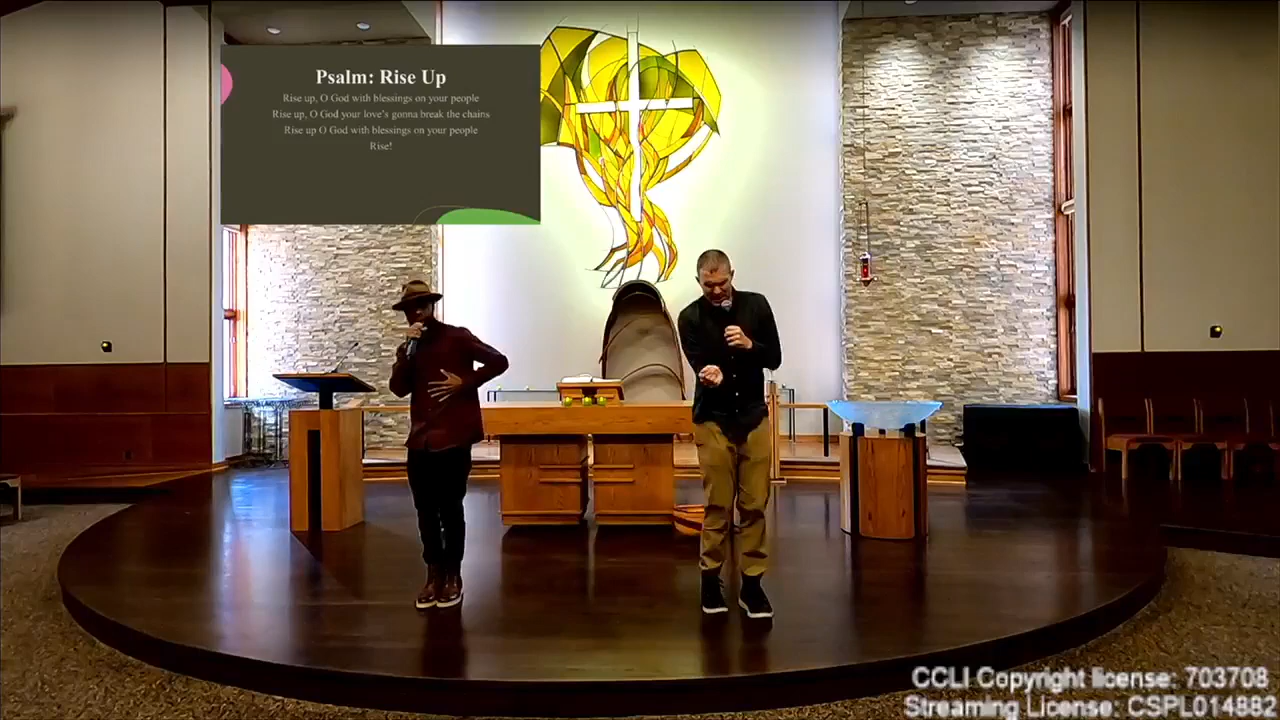 Psalm: Rise Up
Rise up, O God with blessings on your people
Rise up, O God your love's gonna break the chains
Rise up O God with blessings on your people
Rise!
CCLI Copyright license: 703708
Streaming License: CSPL014882